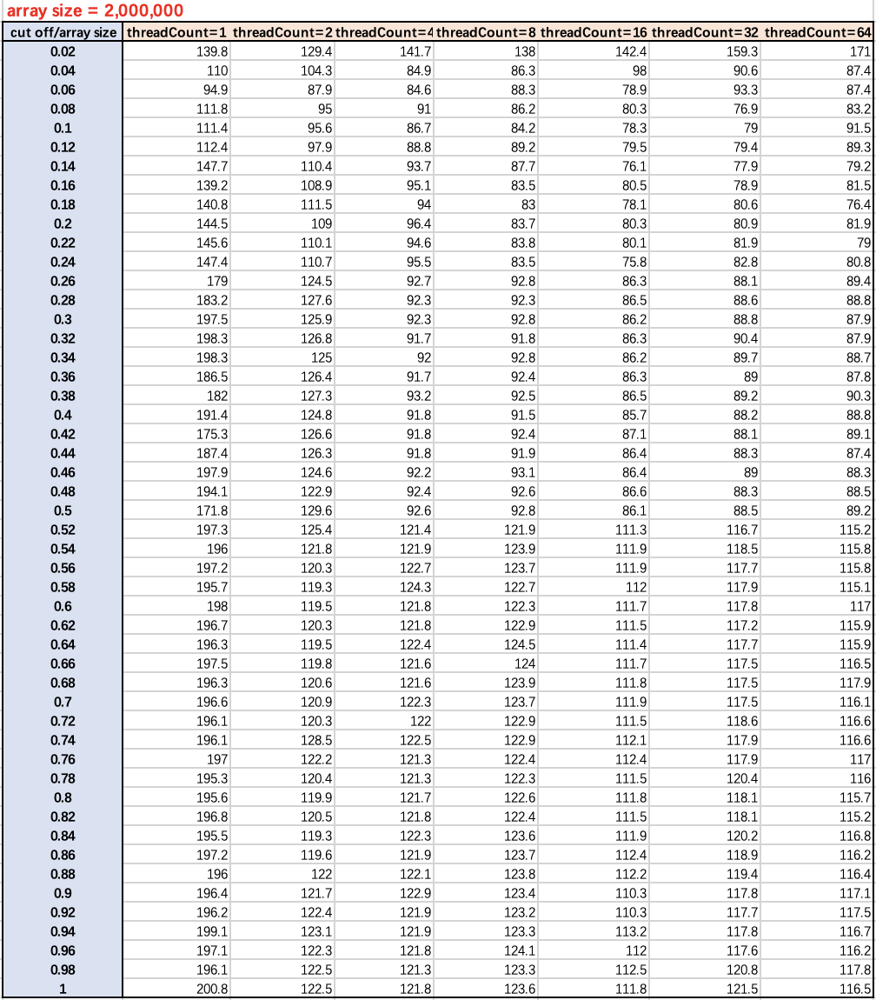 array size = 2,000,000
cut off/array size threadCount=1 threadCount=2 threadCount=4 threadCount=8 threadCount=16 threadCount=32 threadCount=64
0.02 139.8 129.4 141.7 138 142.4 159.3 171
0.04 110 104.3 84.9 86.3 98 90.6 87.4
0.06 94.9 87.9 84.6 88.3 78.9 93.3 87.4
0.08 111.8 95 91 86.2 80.3 76.9 83.2
0.1 111.4 95.6 86.7 84.2 78.3 79 91.5
0.12 112.4 97.9 88.8 89.2 79.5 79.4 89.3
0.14 147.7 110.4 93.7 87.7 76.1 77.9 79.2
0.16 139.2 108.9 95.1 83.5 80.5 78.9 81.5
0.18 140.8 111.5 94 83 78.1 80.6 76.4
0.2 144.5 109 96.4 83.7 80.3 80.9 81.9
0.22 145.6 110.1 94.6 83.8 80.1 81.9 79
0.24 147.4 110.7 95.5 83.5 75.8 82.8 80.8
0.26 179 124.5 92.7 92.8 86.3 88.1 89.4
0.28 183.2 127.6 92.3 92.3 86.5 88.6 88.8
0.3 197.5 125.9 92.3 92.8 86.2 88.8 87.9
0.32 198.3 126.8 91.7 91.8 86.3 90.4 87.9
0.34 198.3 125 92 92.8 86.2 89.7 88.7
0.36 186.5 126.4 91.7 92.4 86.3 89 87.8
0.38 182 127.3 93.2 92.5 86.5 89.2 90.3
0.4 191.4 124.8 91.8 91.5 85.7 88.2 88.8
0.42 175.3 126.6 91.8 92.4 87.1 88.1 89.1
0.44 187.4 126.3 91.8 91.9 86.4 88.3 87.4
0.46 197.9 124.6 92.2 93.1 86.4 89 88.3
0.48 194.1 122.9 92.4 92.6 86.6 88.3 88.5
0.5 171.8 129.6 92.6 92.8 86.1 88.5 89.2
0.52 197.3 125.4 121.4 121.9 111.3 116.7 115.2
0.54 196 121.8 121.9 123.9 111.9 118.5 115.8
0.56 197.2 120.3 122.7 123.7 111.9 117.7 115.8
0.58 195.7 119.3 124.3 122.7 112 117.9 115.1
0.6 198 119.5 121.8 122.3 111.7 117.8 117
0.62 196.7 120.3 121.8 122.9 111.5 117.2 115.9
0.64 196.3 119.5 122.4 124.5 111.4 117.7 115.9
0.66 197.5 119.8 121.6 124 111.7 117.5 116.5
0.68 196.3 120.6 121.6 123.9 111.8 117.5 117.9
0.7 196.6 120.9 122.3 123.7 111.9 117.5 116.1
0.72 196.1 120.3 122 122.9 111.5 118.6 116.6
0.74 196.1 128.5 122.5 122.9 112.1 117.9 116.6
0.76 197 122.2 121.3 122.4 112.4 117.9 117
0.78 195.3 120.4 121.3 122.3 111.5 120.4 116
0.8 195.6 119.9 121.7 122.6 111.8 118.1 115.7
0.82 196.8 120.5 121.8 122.4 111.5 118.1 115.2
0.84 195.5 119.3 122.3 123.6 111.9 120.2 116.8
0.86 197.2 119.6 121.9 123.7 112.4 118.9 116.2
0.88 196 122 122.1 123.8 112.2 119.4 116.4
0.9 196.4 121.7 122.9 123.4 110.3 117.8 117.1
0.92 196.2 122.4 121.9 123.2 110.3 117.7 117.5
0.94 199.1 123.1 121.9 123.3 113.2 117.8 116.7
0.96 197.1 122.3 121.8 124.1 112 117.6 116.2
0.98 196.1 122.5 121.3 123.3 112.5 120.8 117.8
1 200.8 122.5 121.8 123.6 111.8 121.5 116.5